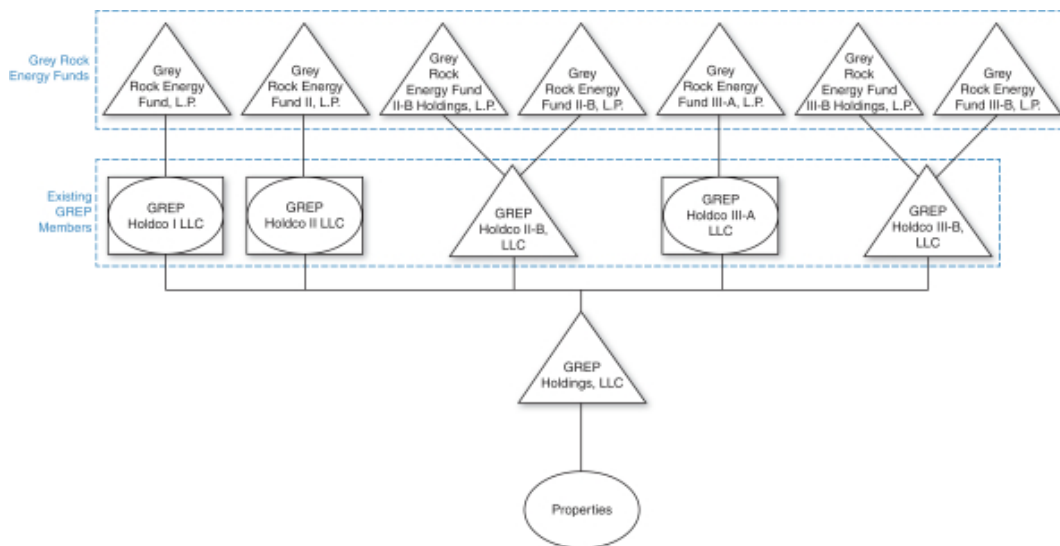 Grey Rock
Energy Funds
Grey
Rock Energy
Fund, L.P.
Grey
Rock Energy
Fund II, L.P.
Grey
Rock
Energy Fund
II-B Holdings, L.P.
Grey
Rock Energy
Fund II-B, L.P.
Grey
Rock Energy
Fund III-A, L.P.
Grey
Rock
Energy Fund
III-B Holdings, L.P.
Grey
Rock Energy
Fund III-B, L.P.
Existing
GREP
Members
GREP
Holdco I LLC
GREP
Holdco II LLC
GREP
Holdco II-B,
LLC
GREP
Holdco III-A
LLC
GREP
Holdco III-B,
LLC
GREP
Holdings, LLC
Properties